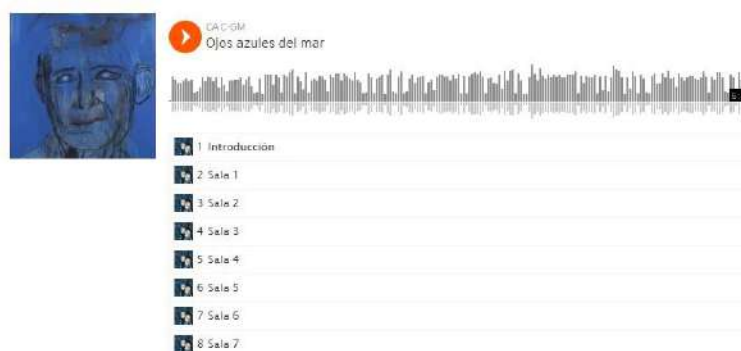 CAC-GM
Ojos azules del mar
1 Introducción
2 Sala 1
3 Sala 2
4 Sala 3
5 Sala 4
6 Sala 5
7 Sala 6
8 Sala 7